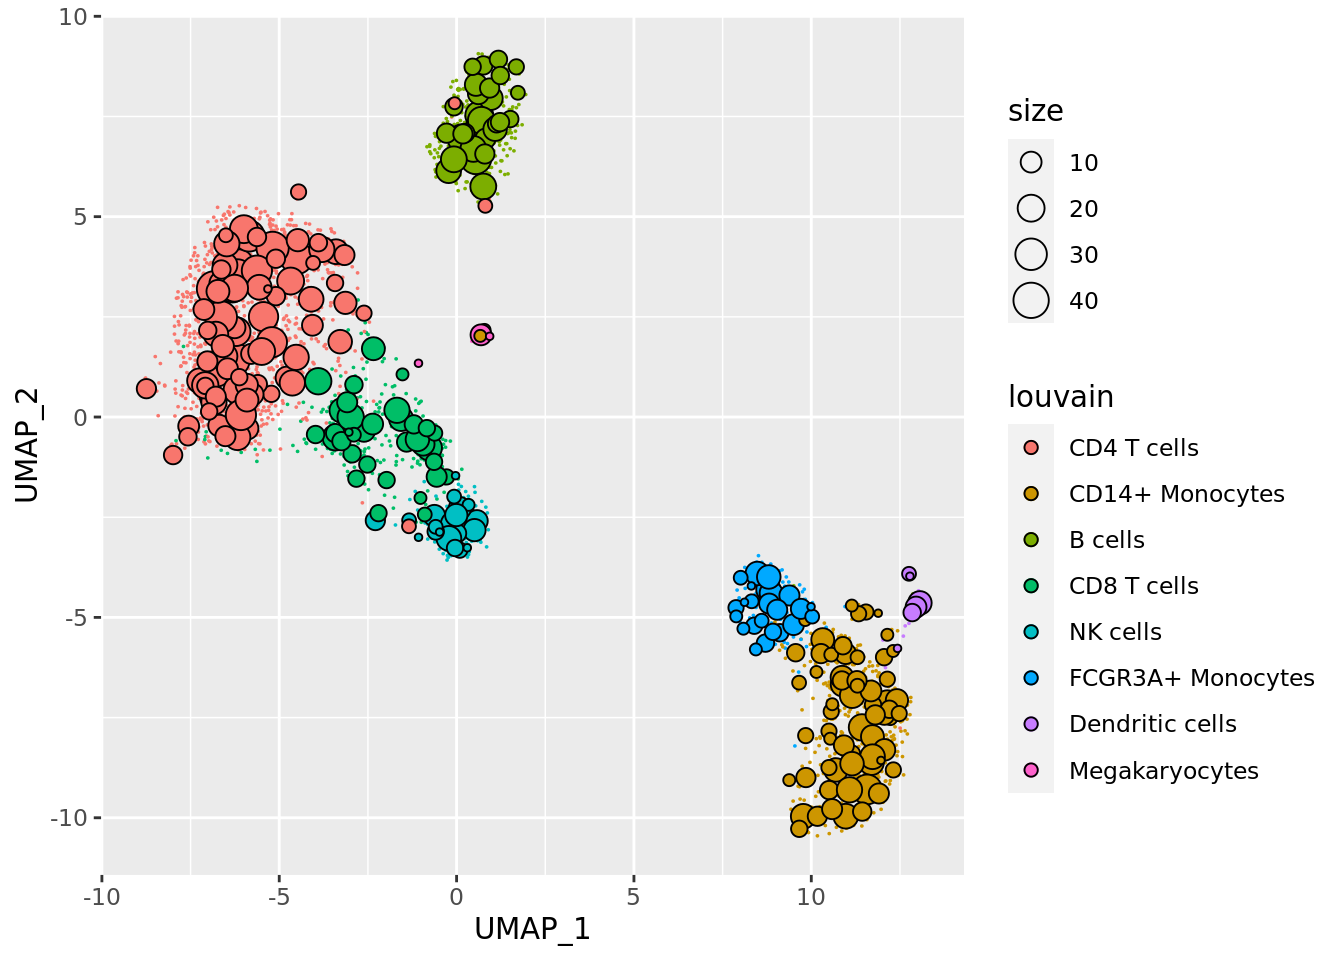 10
5
0
-5
-10
UMAP_2
-10
-5
0
5
10
UMAP_1
size
10
20
30
40
louvain
CD4 T cells
CD14+ Monocytes
B cells
CD8 T cells
NK cells
FCGR3A+ Monocytes
Dendritic cells
Megakaryocytes